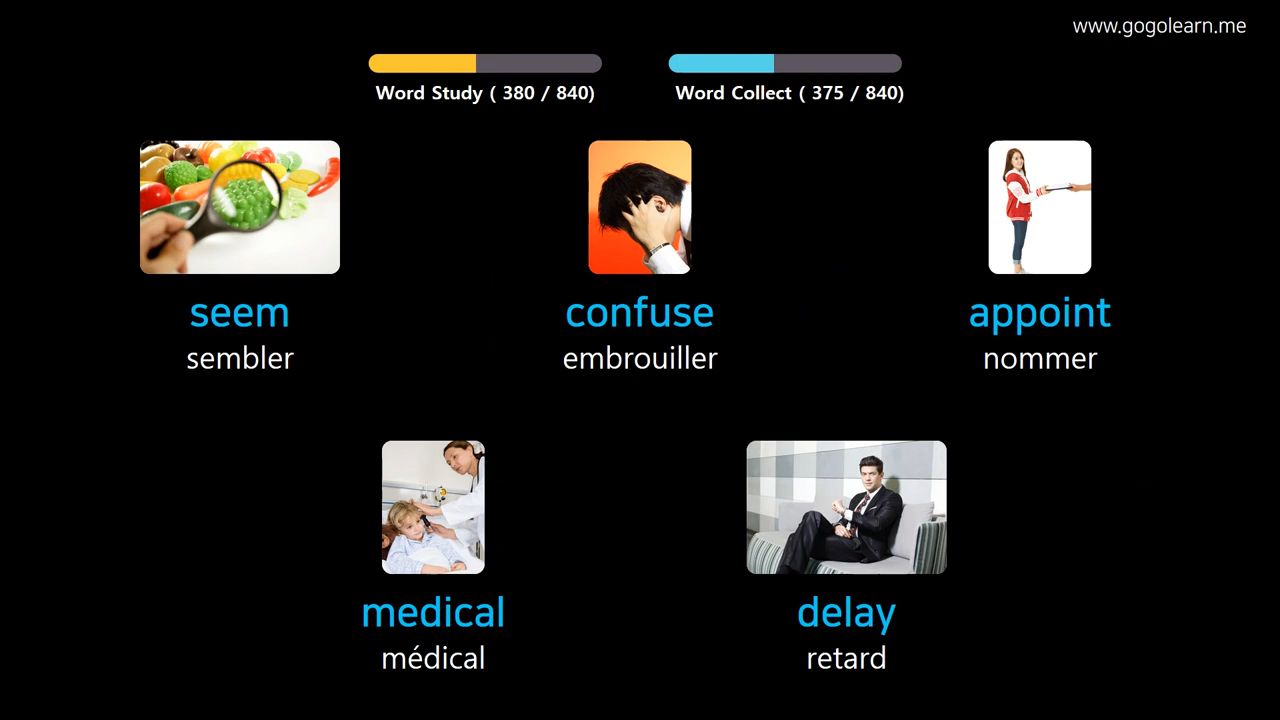 www.gogolearn.me
Word Study ( 380 / 840)
Word Collect ( 375 / 840)
seem
sembler
confuse
embrouiller
appoint
nommer
medical
médical
delay
retard